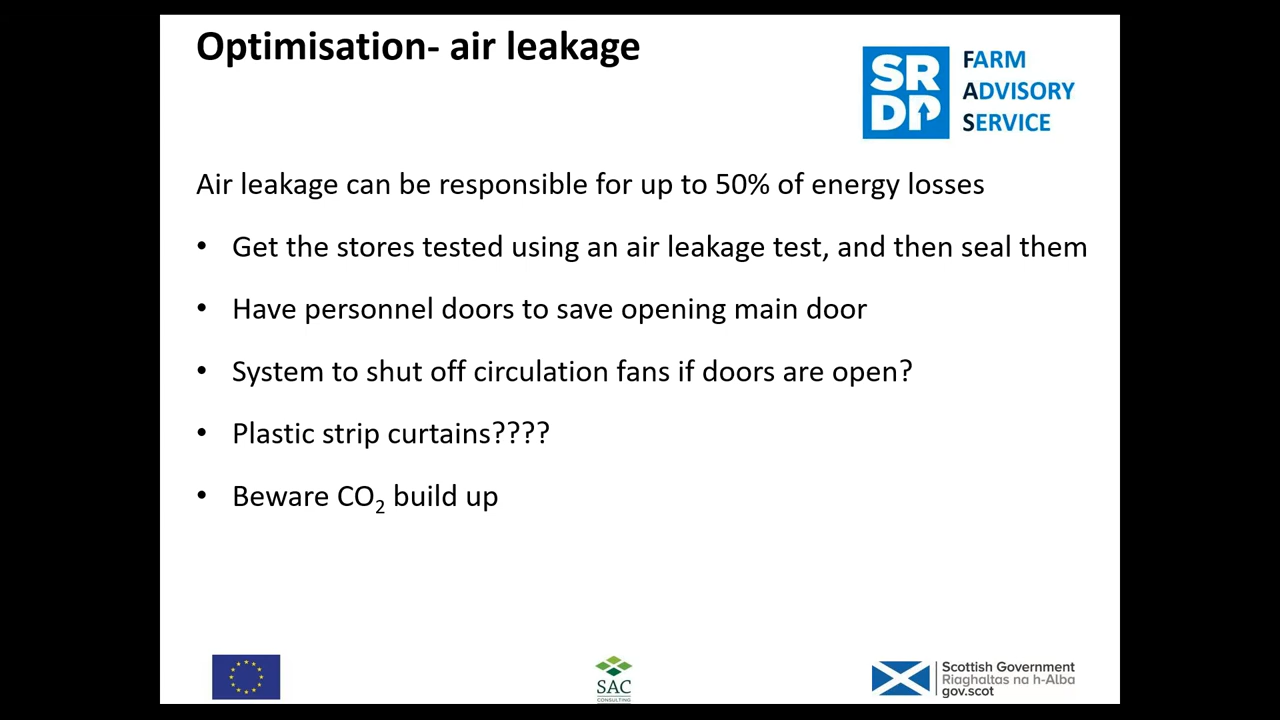 Optimisation- air leakage
SRDP
FARM
ADVISORY
SERVICE
Air leakage can be responsible for up to 50% of energy losses
• Get the stores tested using an air leakage test, and then seal them
• Have personnel doors to save opening main door
• System to shut off circulation fans if doors are open?
• Plastic strip curtains????
• Beware CO₂ build up
SAC
CONSULTING
Scottish Government
Riaghaltas na h-Alba
gov.scot